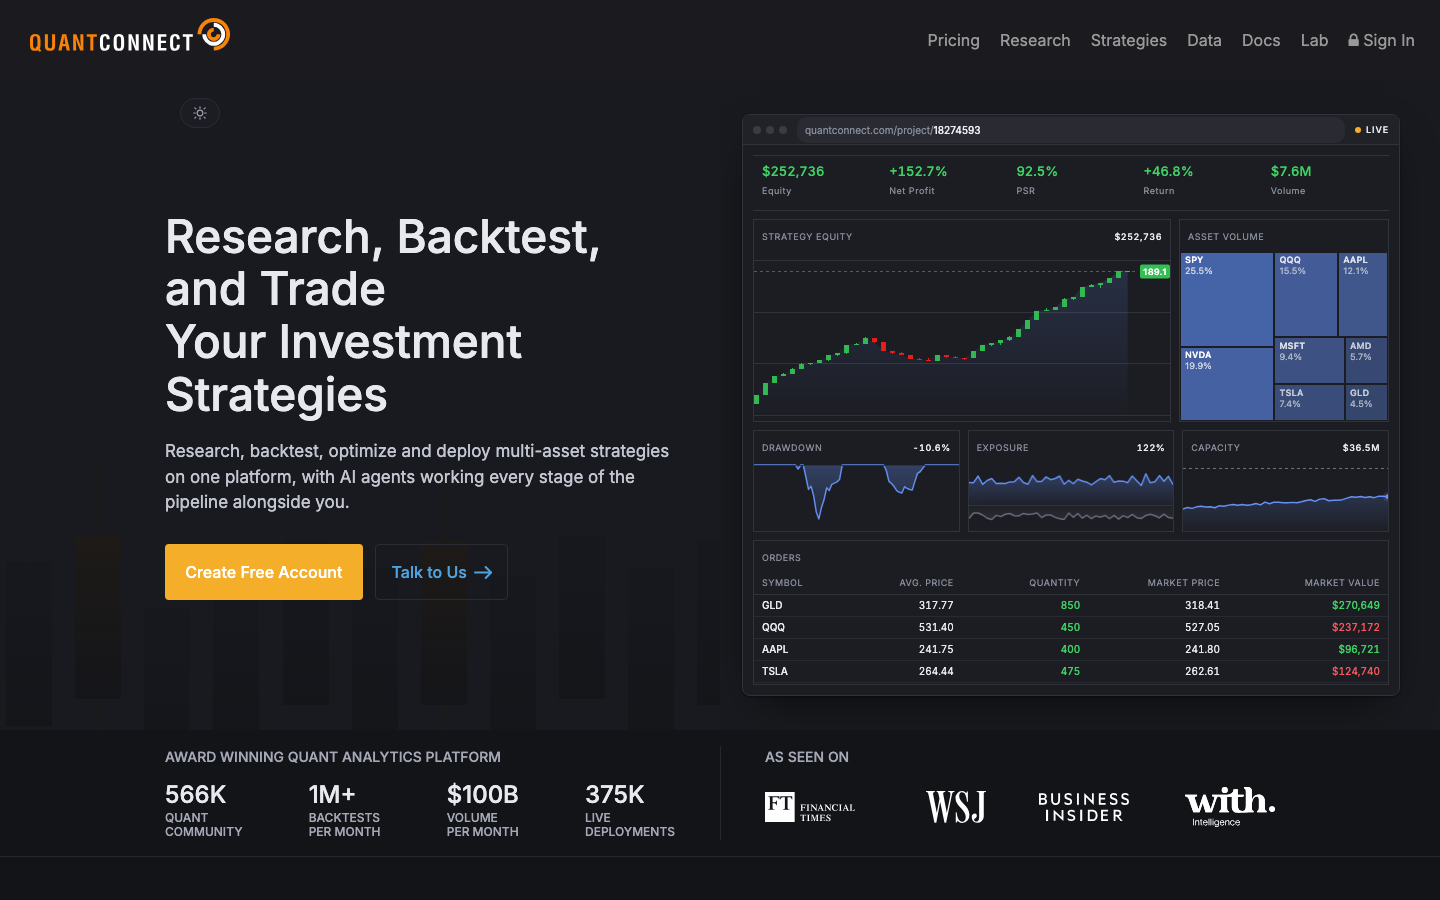 QUANTCONNECT
Pricing Research Strategies Data Docs Lab Sign In
Research, Backtest,
and Trade
Your Investment
Strategies
Research, backtest, optimize and deploy multi-asset strategies
on one platform, with AI agents working every stage of the
pipeline alongside you.
Create Free Account
Talk to Us
quantconnect.com/project/18274593
LIVE
$252,736 +152.7% 92.5% +46.8% $7.6M
Equity Net Profit PSR Return Volume
STRATEGY EQUITY $252,736
189.1
ASSET VOLUME
SPY
25.5%
QQQ
15.5%
AAPL
12.1%
NVDA
19.9%
MSFT
9.4%
AMD
5.7%
TSLA
7.4%
GLD
4.5%
DRAWDOWN -10.6%
EXPOSURE 122%
CAPACITY $36.5M
ORDERS
SYMBOL AVG. PRICE QUANTITY MARKET PRICE MARKET VALUE
GLD 317.77 850 318.41 $270,649
QQQ 531.40 450 527.05 $237,172
AAPL 241.75 400 241.80 $96,721
TSLA 264.44 475 262.61 $124,740
AWARD WINNING QUANT ANALYTICS PLATFORM
566K
QUANT
COMMUNITY
1M+
BACKTESTS
PER MONTH
$100B
VOLUME
PER MONTH
375K
LIVE
DEPLOYMENTS
AS SEEN ON
FT FINANCIAL
TIMES
WSJ
BUSINESS
INSIDER
with.
Intelligence